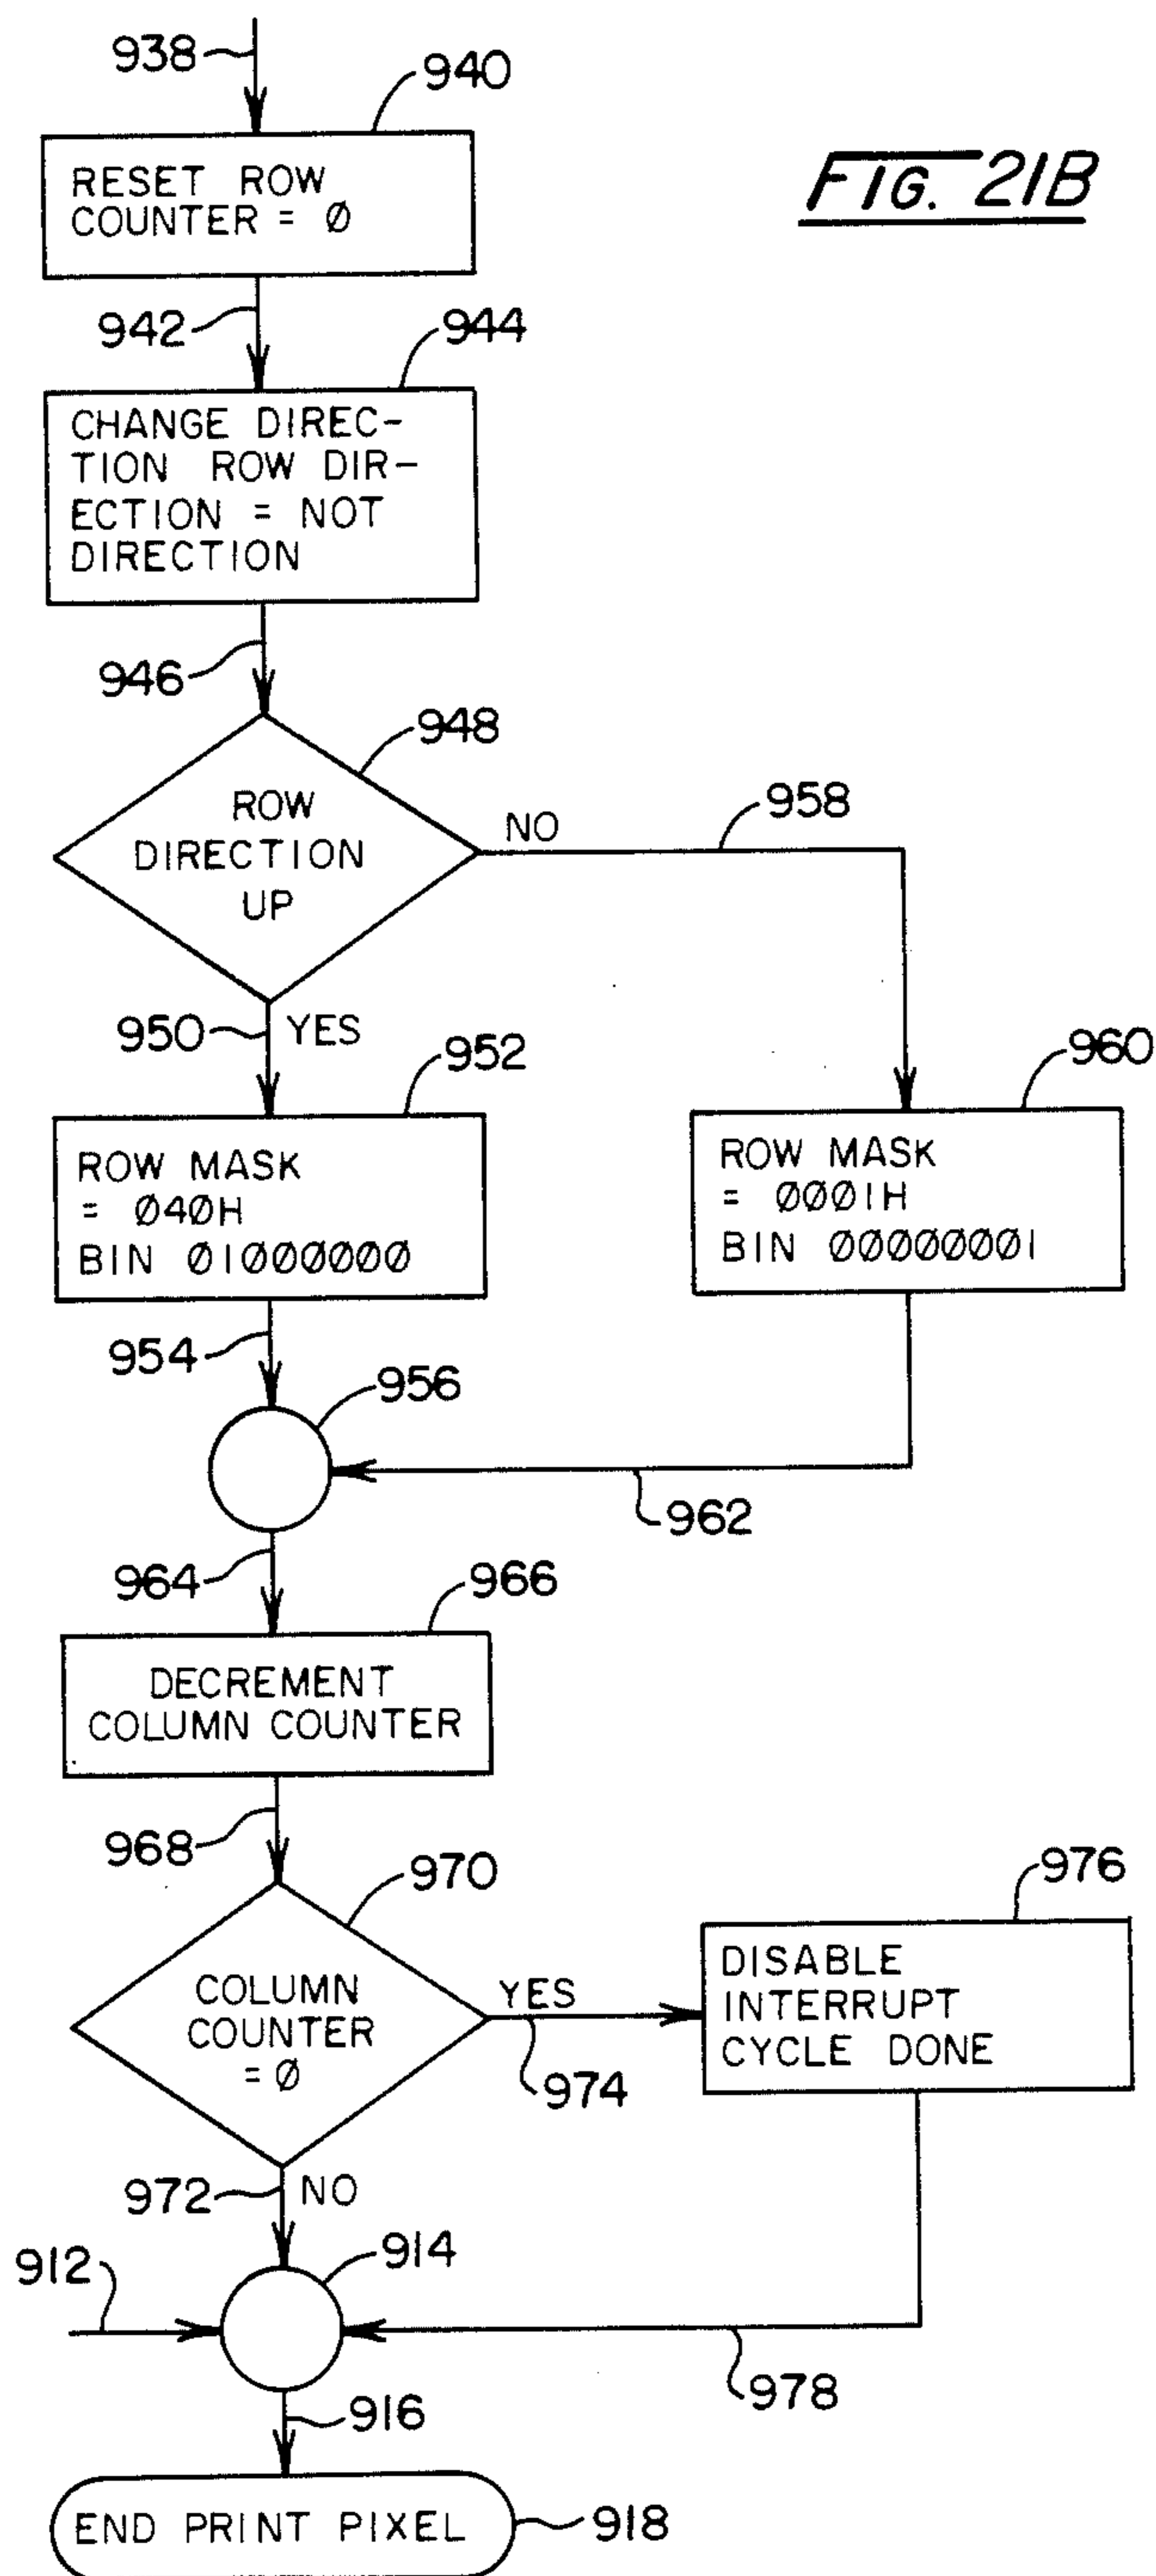 938
940
FIG. 21B
RESET ROW
COUNTER = Ø
942
944
CHANGE DIREC-
TION ROW DIR-
ECTION = NOT
DIRECTION
946
948
ROW
DIRECTION
UP
NO
958
950
YES
952
960
ROW MASK
= Ø4ØH
BIN Ø1ØØØØØØ
ROW MASK
= ØØØ1H
BIN ØØØØØØØ1
954
956
962
964
966
DECREMENT
COLUMN COUNTER
968
970
976
COLUMN
COUNTER
= Ø
YES
974
DISABLE
INTERRUPT
CYCLE DONE
972
NO
912
914
978
916
END PRINT PIXEL
918